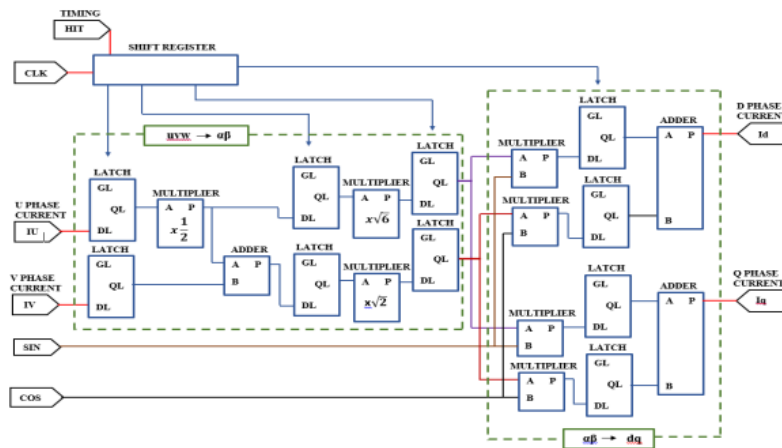 TIMING
HIT
SHIFT REGISTER
CLK
D PHASE
CURRENT
Id
uvw → αβ
LATCH
GL
QL
DL
MULTIPLIER
A P
x 1/2
LATCH
GL
QL
DL
MULTIPLIER
A P
x√6
LATCH
GL
QL
DL
U PHASE
CURRENT
IU
V PHASE
CURRENT
IV
LATCH
GL
QL
DL
ADDER
A P
B
LATCH
GL
QL
DL
MULTIPLIER
A P
x√2
LATCH
GL
QL
DL
SIN
COS
MULTIPLIER
A P
B
LATCH
GL
QL
DL
ADDER
A P
B
MULTIPLIER
A P
B
LATCH
GL
QL
DL
Q PHASE
CURRENT
Iq
MULTIPLIER
A P
B
LATCH
GL
QL
DL
ADDER
A P
B
MULTIPLIER
A P
B
LATCH
GL
QL
DL
αβ → dq